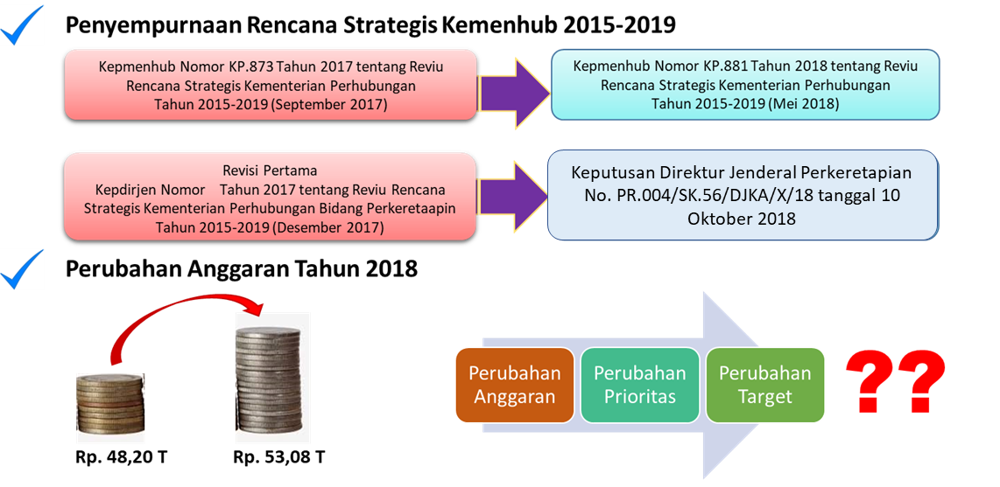 Penyempurnaan Rencana Strategis Kemenhub 2015-2019
Kepmenhub Nomor KP.873 Tahun 2017 tentang Reviu
Rencana Strategis Kementerian Perhubungan
Tahun 2015-2019 (September 2017)
Kepmenhub Nomor KP.881 Tahun 2018 tentang Reviu
Rencana Strategis Kementerian Perhubungan
Tahun 2015-2019 (Mei 2018)
Revisi Pertama
Kepdirjen Nomor Tahun 2017 tentang Reviu Rencana
Strategis Kementerian Perhubungan Bidang Perkeretaapin
Tahun 2015-2019 (Desember 2017)
Keputusan Direktur Jenderal Perkeretapian
No. PR.004/SK.56/DJKA/X/18 tanggal 10
Oktober 2018
Perubahan Anggaran Tahun 2018
Rp. 48,20 T
Rp. 53,08 T
Perubahan
Anggaran
Perubahan
Prioritas
Perubahan
Target
??